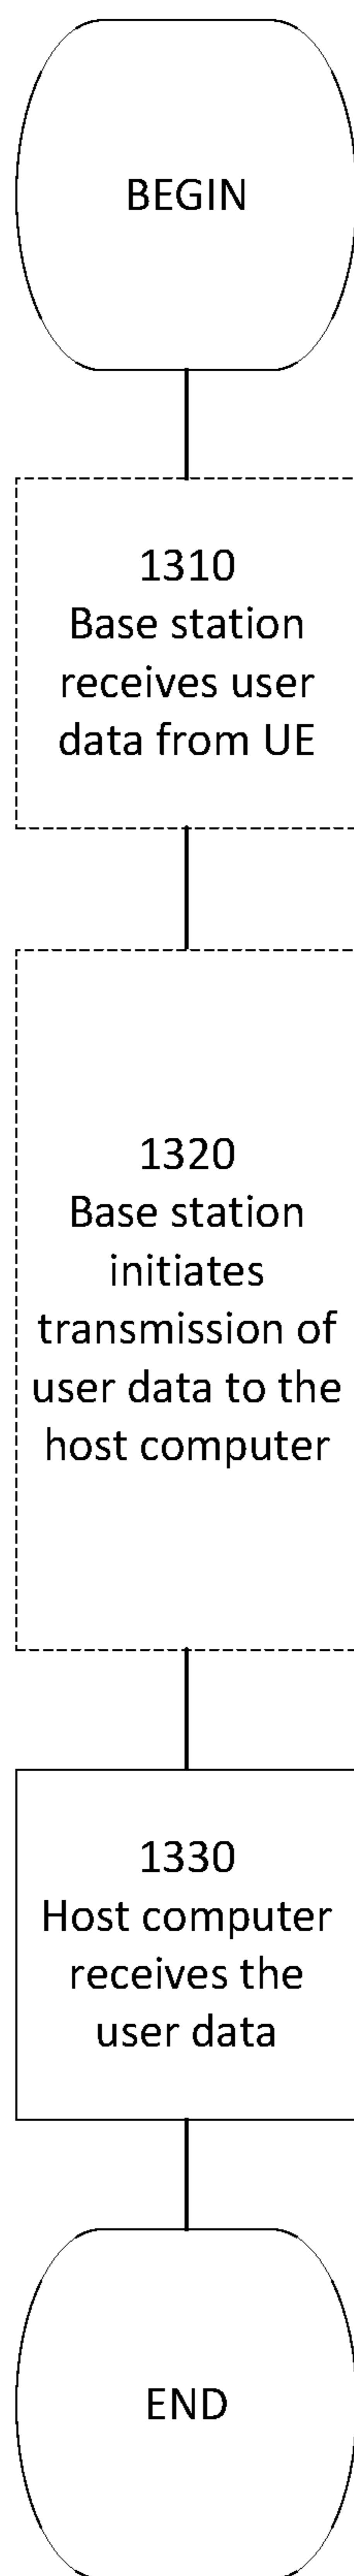 BEGIN
1310
Base station
receives user
data from UE
1320
Base station
initiates
transmission of
user data to the
host computer
1330
Host computer
receives the
user data
END